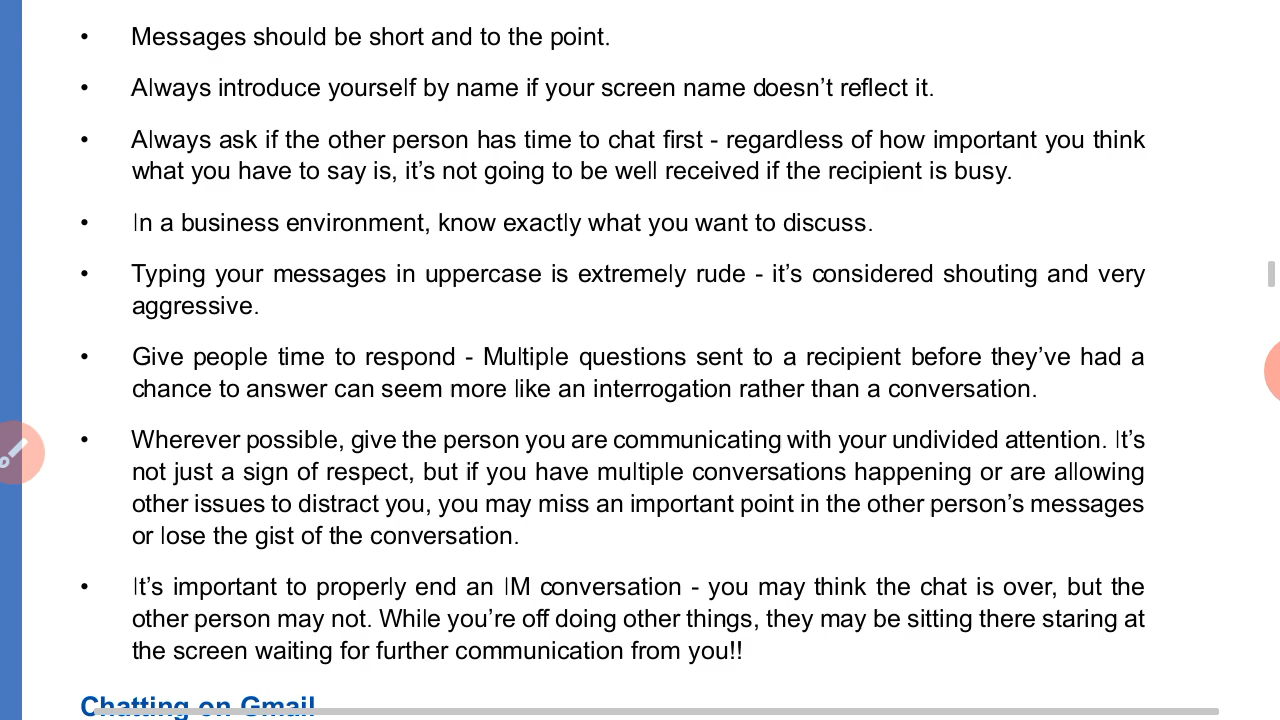 • Messages should be short and to the point.
• Always introduce yourself by name if your screen name doesn’t reflect it.
• Always ask if the other person has time to chat first - regardless of how important you think
what you have to say is, it’s not going to be well received if the recipient is busy.
• In a business environment, know exactly what you want to discuss.
• Typing your messages in uppercase is extremely rude - it’s considered shouting and very
aggressive.
• Give people time to respond - Multiple questions sent to a recipient before they’ve had a
chance to answer can seem more like an interrogation rather than a conversation.
• Wherever possible, give the person you are communicating with your undivided attention. It’s
not just a sign of respect, but if you have multiple conversations happening or are allowing
other issues to distract you, you may miss an important point in the other person’s messages
or lose the gist of the conversation.
• It’s important to properly end an IM conversation - you may think the chat is over, but the
other person may not. While you’re off doing other things, they may be sitting there staring at
the screen waiting for further communication from you!!
Chatting on Gmail